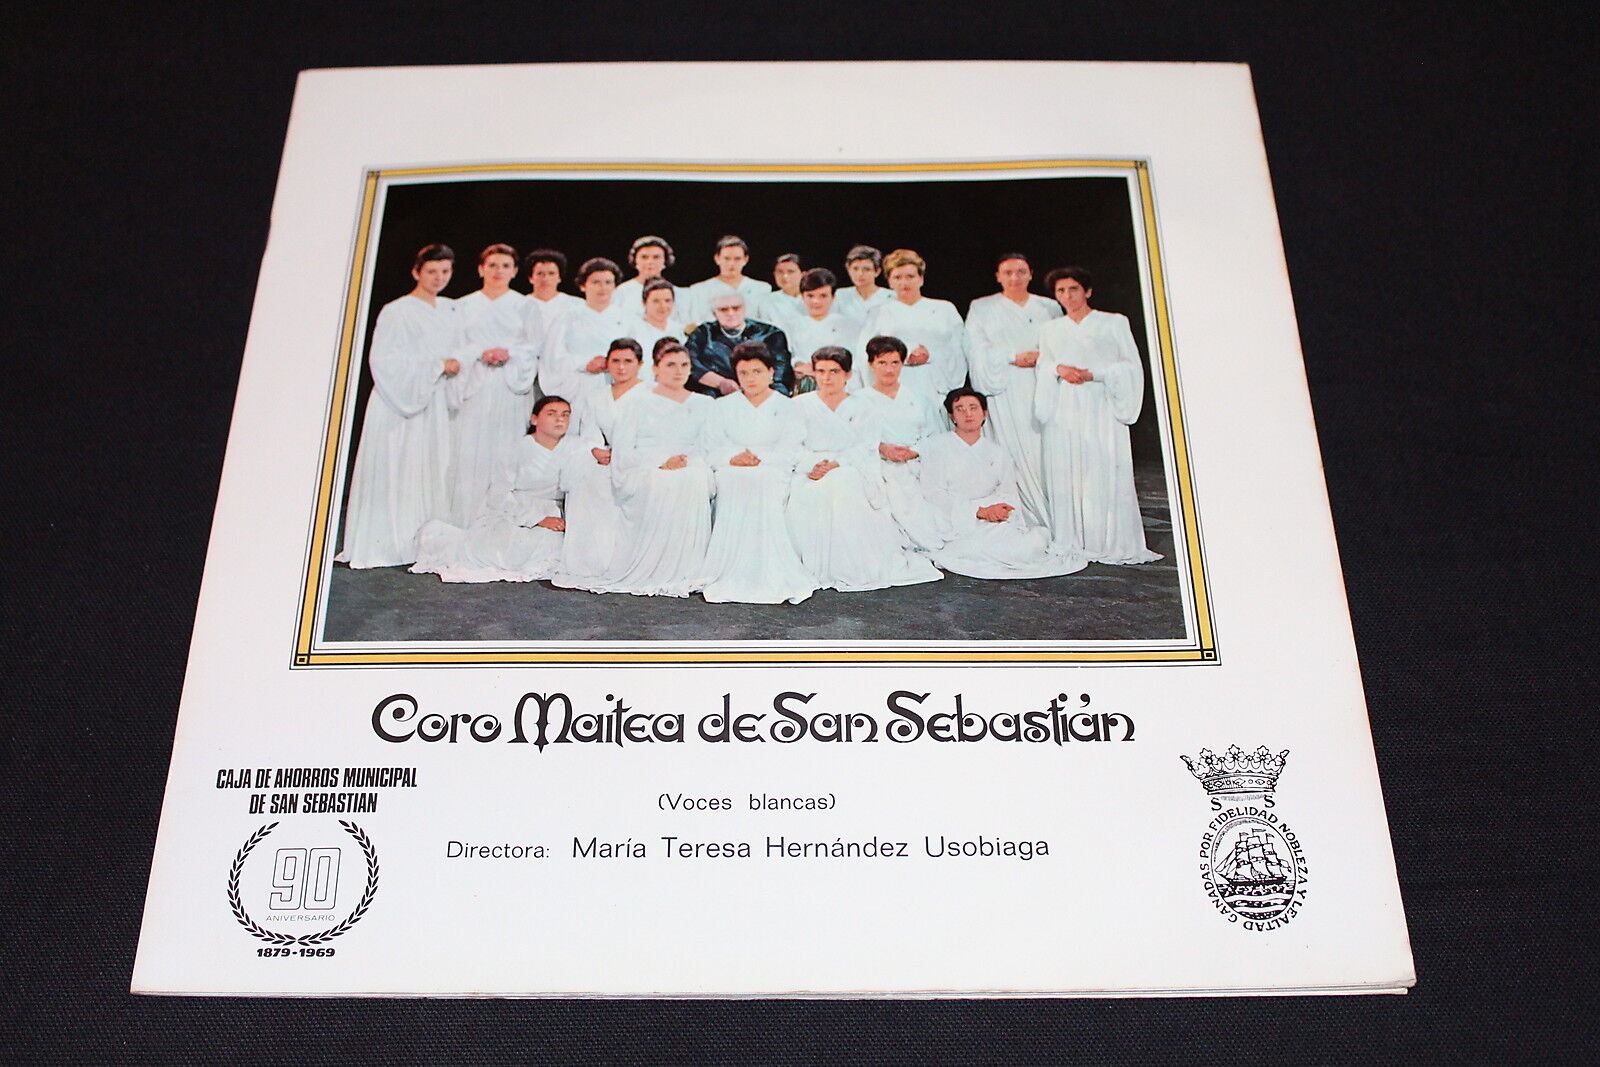 Coro Maitea de San Sebastián
CAJA DE AHORROS MUNICIPAL
DE SAN SEBASTIAN
90
ANIVERSARIO
1879-1969
(Voces blancas)
Directora: María Teresa Hernández Usobiaga
S S
GANADAS POR FIDELIDAD NOBLEZA Y LEALTAD